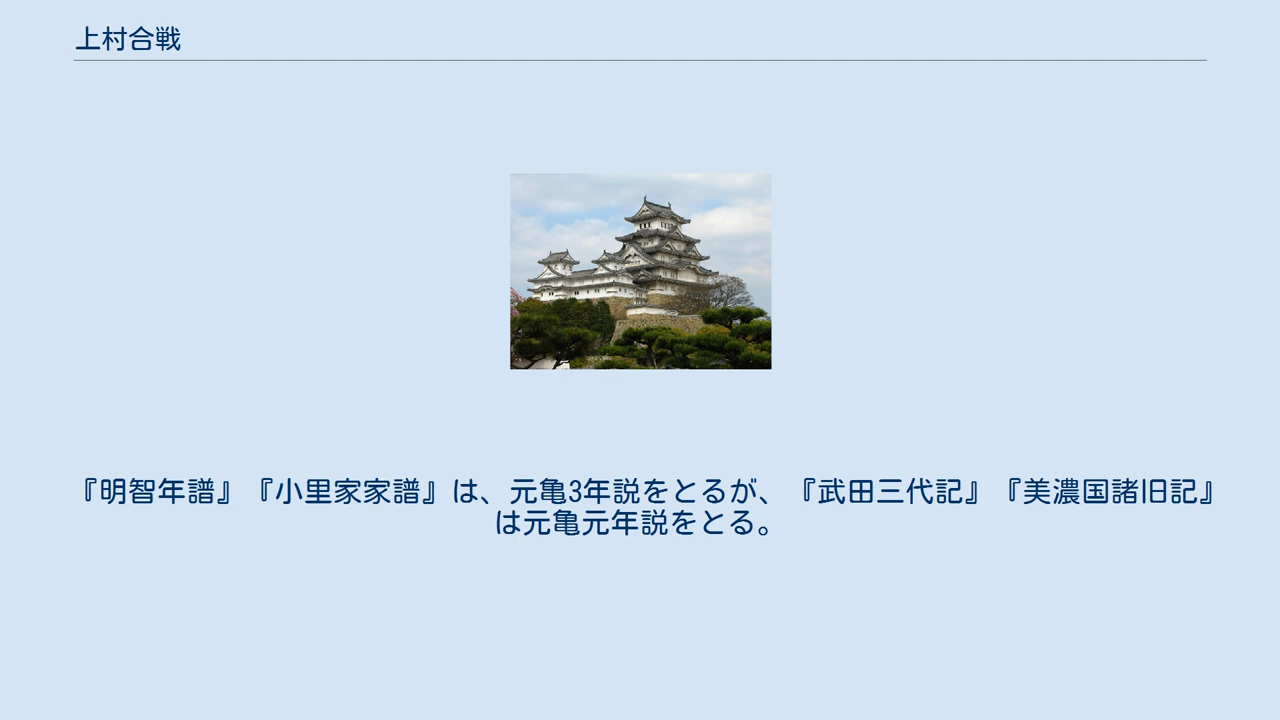 上村合戦
『明智年譜』『小里家家譜』は、元亀3年説をとるが、『武田三代記』『美濃国諸旧記』
は元亀元年説をとる。